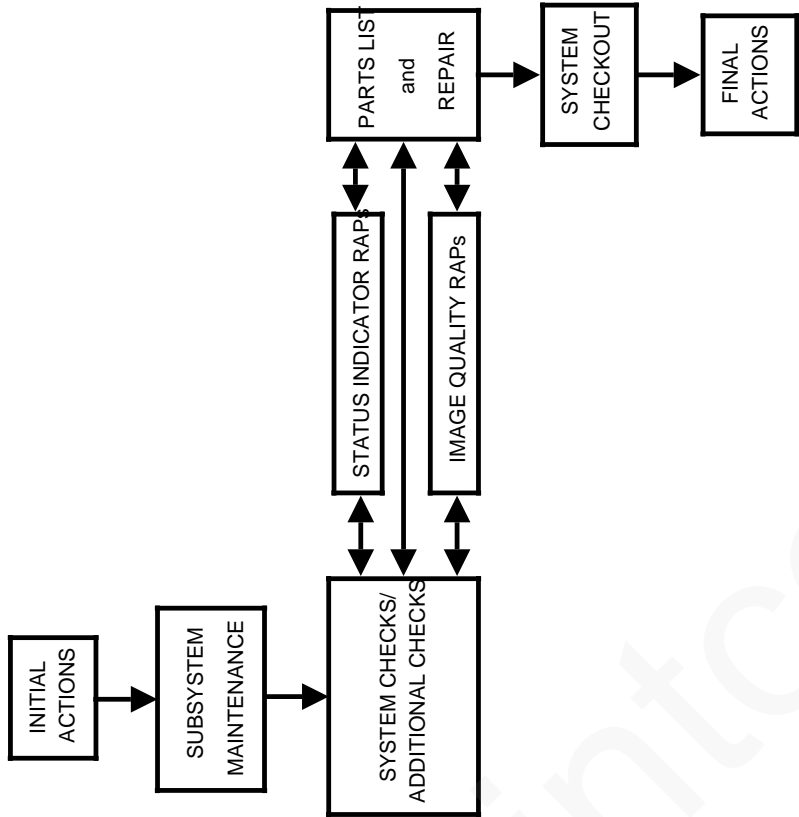 INITIAL
ACTIONS
SUBSYSTEM
MAINTENANCE
SYSTEM CHECKS/
ADDITIONAL CHECKS
STATUS INDICATOR RAPs
IMAGE QUALITY RAPs
PARTS LIST
and
REPAIR
SYSTEM
CHECKOUT
FINAL
ACTIONS